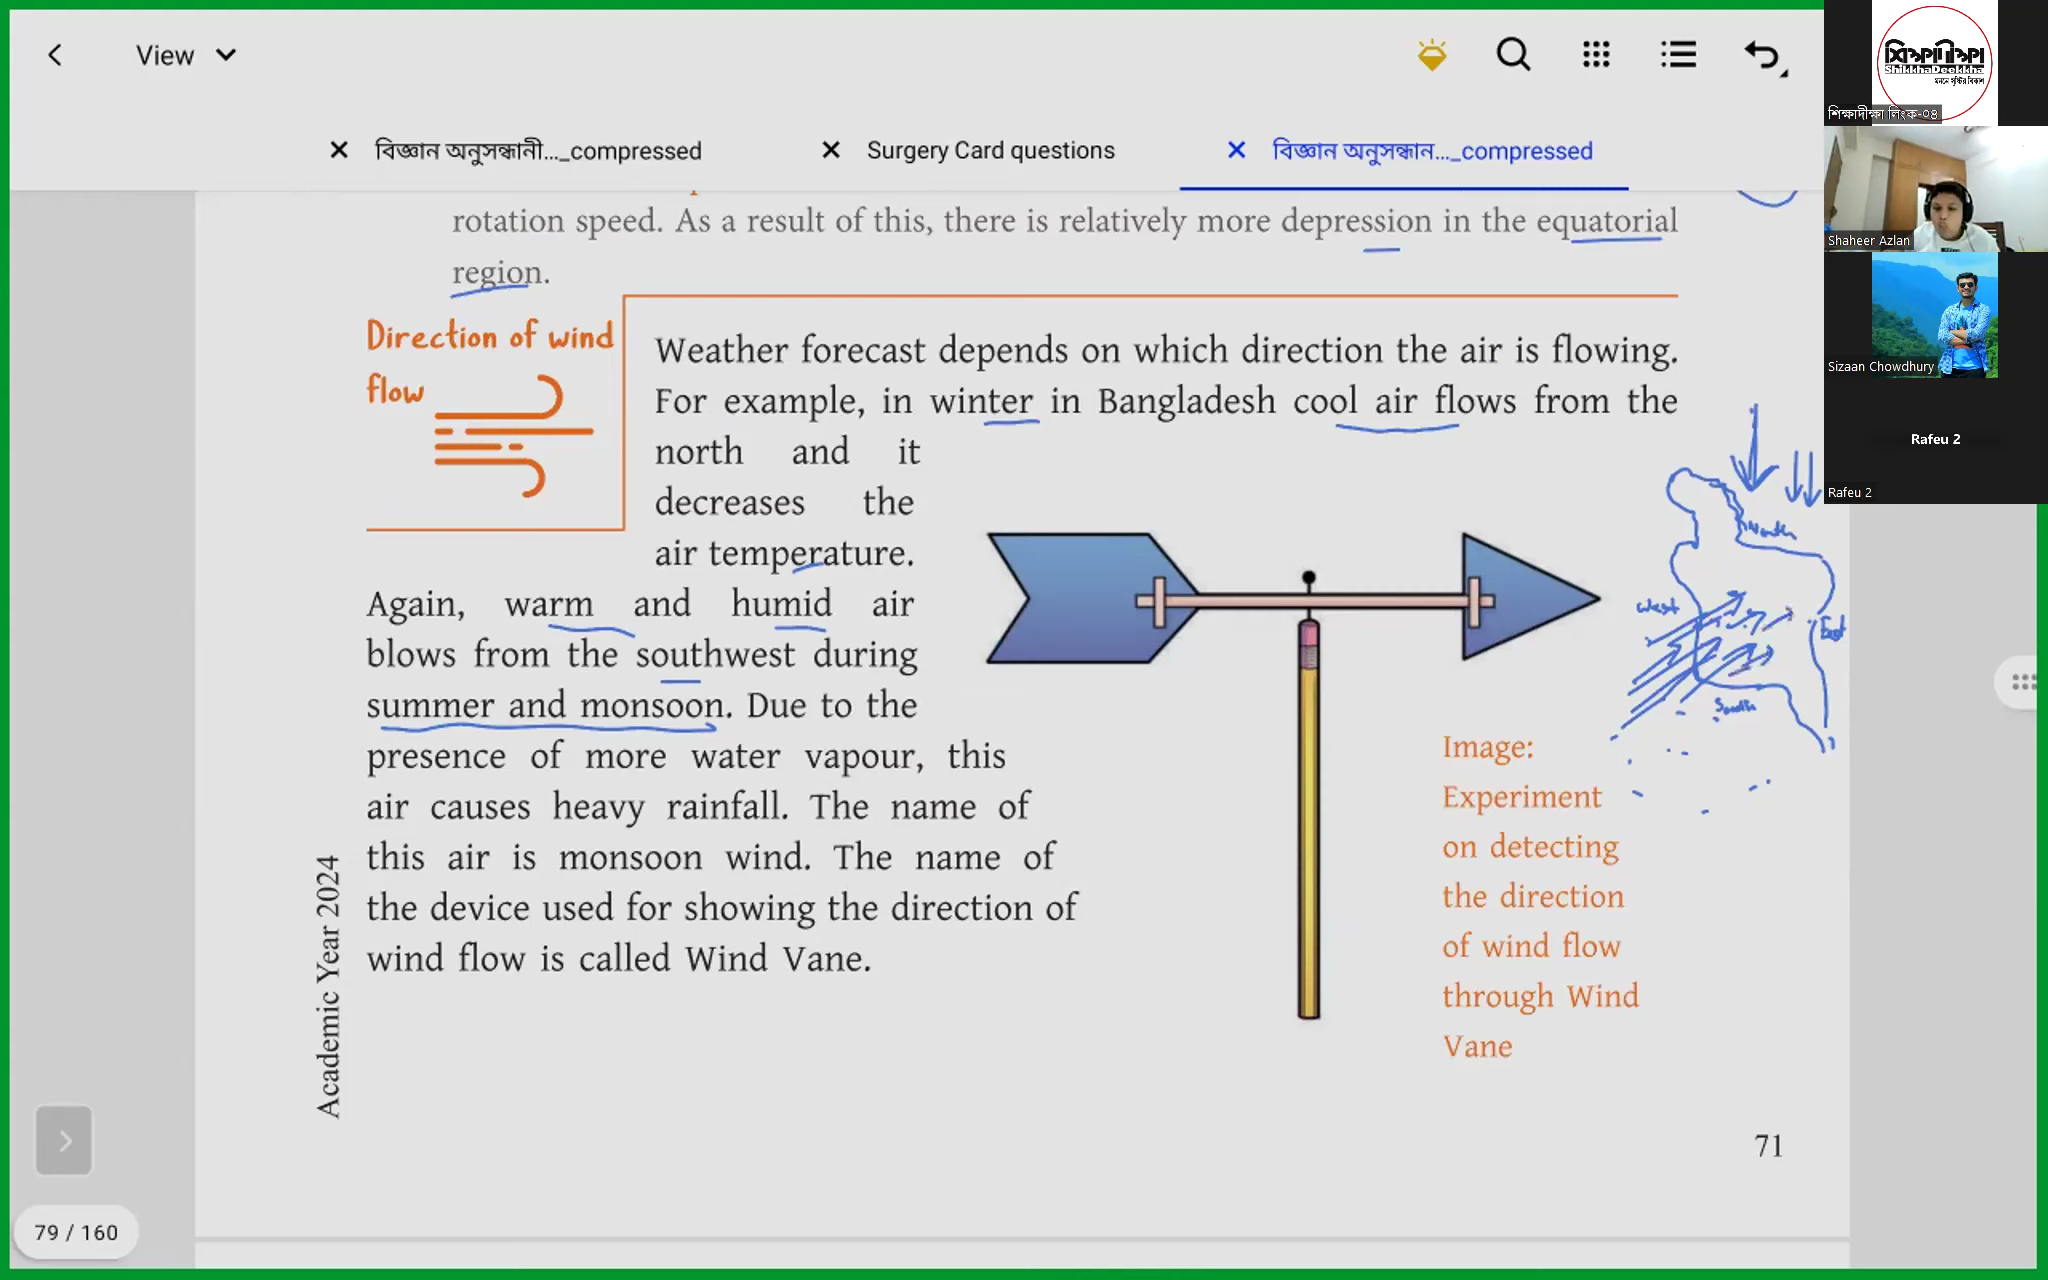 View
বিজ্ঞান অনুসন্ধানী..._compressed
Surgery Card questions
বিজ্ঞান অনুসন্ধান..._compressed
শিক্ষাদীক্ষা
ShikkhaDeekkha
শিক্ষাদীক্ষা লিংক-০৪
Shaheer Azlan
Sizaan Chowdhury
Rafeu 2
Rafeu 2
rotation speed. As a result of this, there is relatively more depression in the equatorial
region.
Direction of wind
flow
Weather forecast depends on which direction the air is flowing.
For example, in winter in Bangladesh cool air flows from the
north and it
decreases the
air temperature.
Again, warm and humid air
blows from the southwest during
summer and monsoon. Due to the
presence of more water vapour, this
air causes heavy rainfall. The name of
this air is monsoon wind. The name of
the device used for showing the direction of
wind flow is called Wind Vane.
North
West
East
South
Image:
Experiment
on detecting
the direction
of wind flow
through Wind
Vane
Academic Year 2024
71
79 / 160